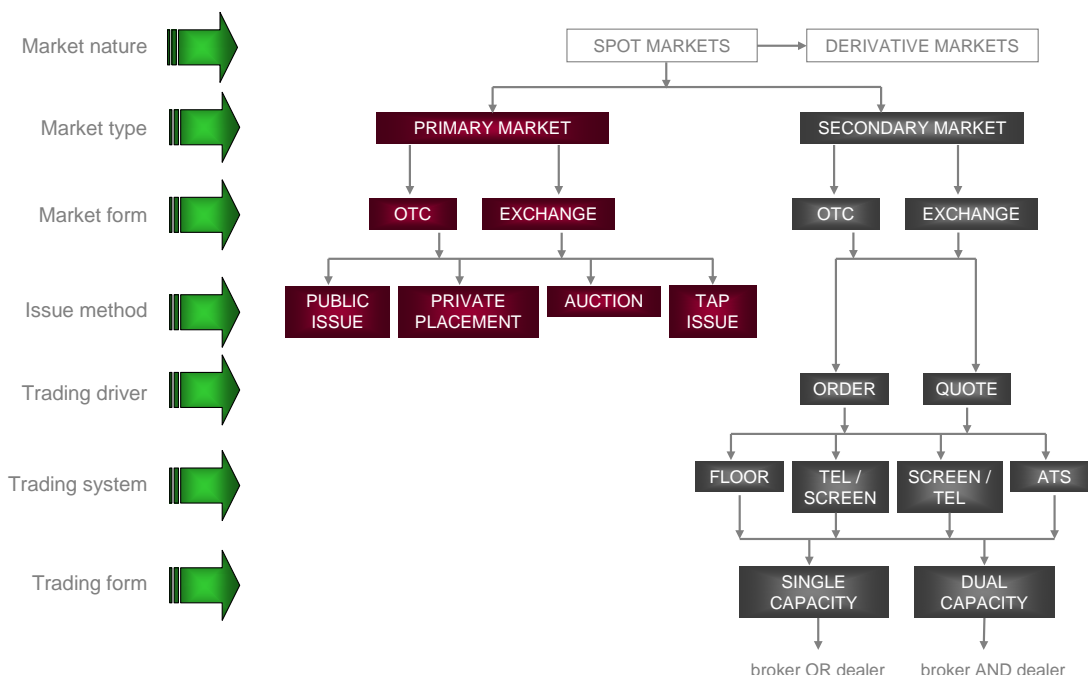 Market nature
SPOT MARKETS
DERIVATIVE MARKETS
Market type
PRIMARY MARKET
SECONDARY MARKET
Market form
OTC
EXCHANGE
OTC
EXCHANGE
Issue method
PUBLIC
ISSUE
PRIVATE
PLACEMENT
AUCTION
TAP
ISSUE
Trading driver
ORDER
QUOTE
Trading system
FLOOR
TEL /
SCREEN
SCREEN /
TEL
ATS
Trading form
SINGLE
CAPACITY
DUAL
CAPACITY
broker OR dealer
broker AND dealer